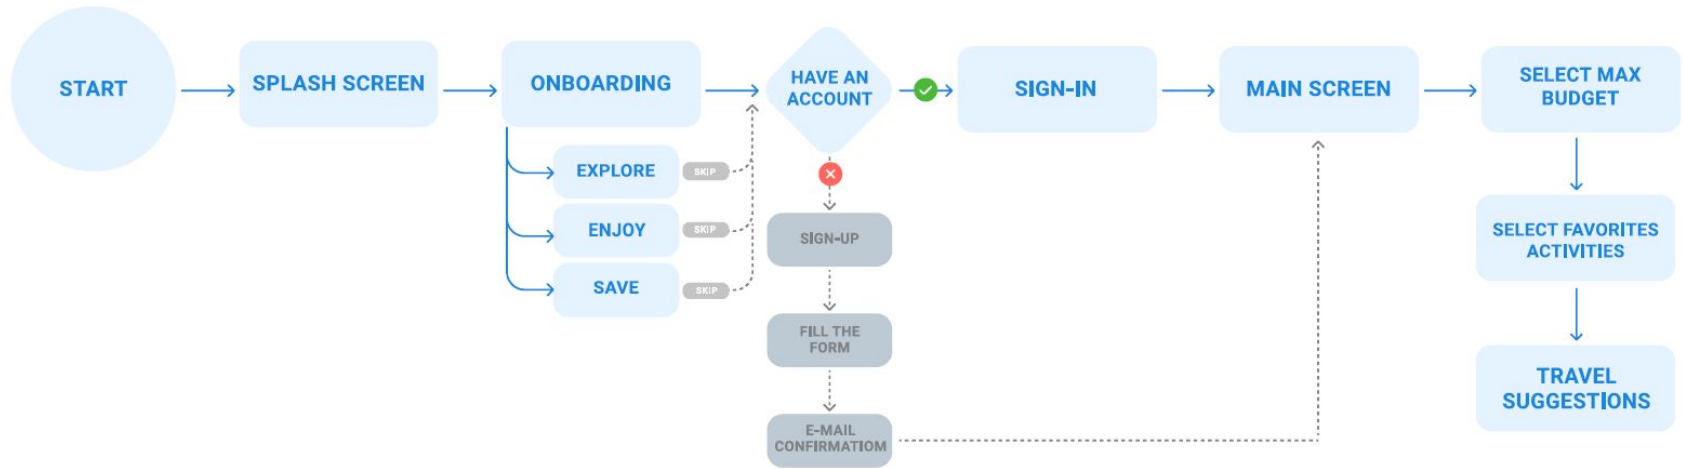 START
SPLASH SCREEN
ONBOARDING
EXPLORE
SKIP
ENJOY
SKIP
SAVE
SKIP
HAVE AN
ACCOUNT
SIGN-UP
FILL THE
FORM
E-MAIL
CONFIRMATIOM
SIGN-IN
MAIN SCREEN
SELECT MAX
BUDGET
SELECT FAVORITES
ACTIVITIES
TRAVEL
SUGGESTIONS